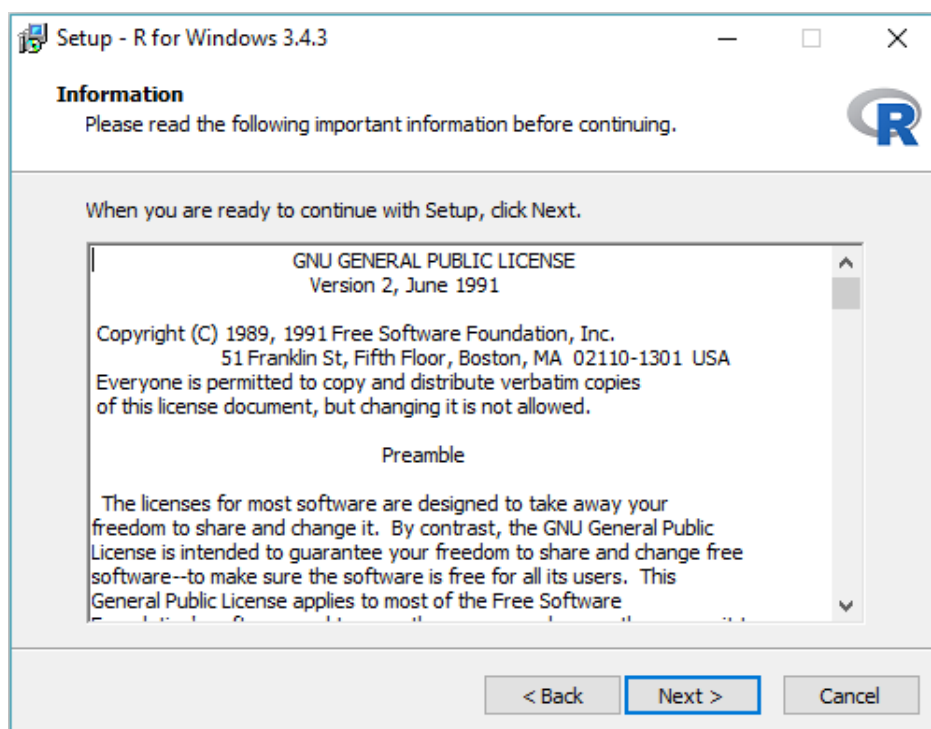 Setup - R for Windows 3.4.3
Information
Please read the following important information before continuing.
R
When you are ready to continue with Setup, click Next.
GNU GENERAL PUBLIC LICENSE
Version 2, June 1991
Copyright (C) 1989, 1991 Free Software Foundation, Inc.
51 Franklin St, Fifth Floor, Boston, MA 02110-1301 USA
Everyone is permitted to copy and distribute verbatim copies
of this license document, but changing it is not allowed.
Preamble
The licenses for most software are designed to take away your
freedom to share and change it. By contrast, the GNU General Public
License is intended to guarantee your freedom to share and change free
software--to make sure the software is free for all its users. This
General Public License applies to most of the Free Software
< Back
Next >
Cancel